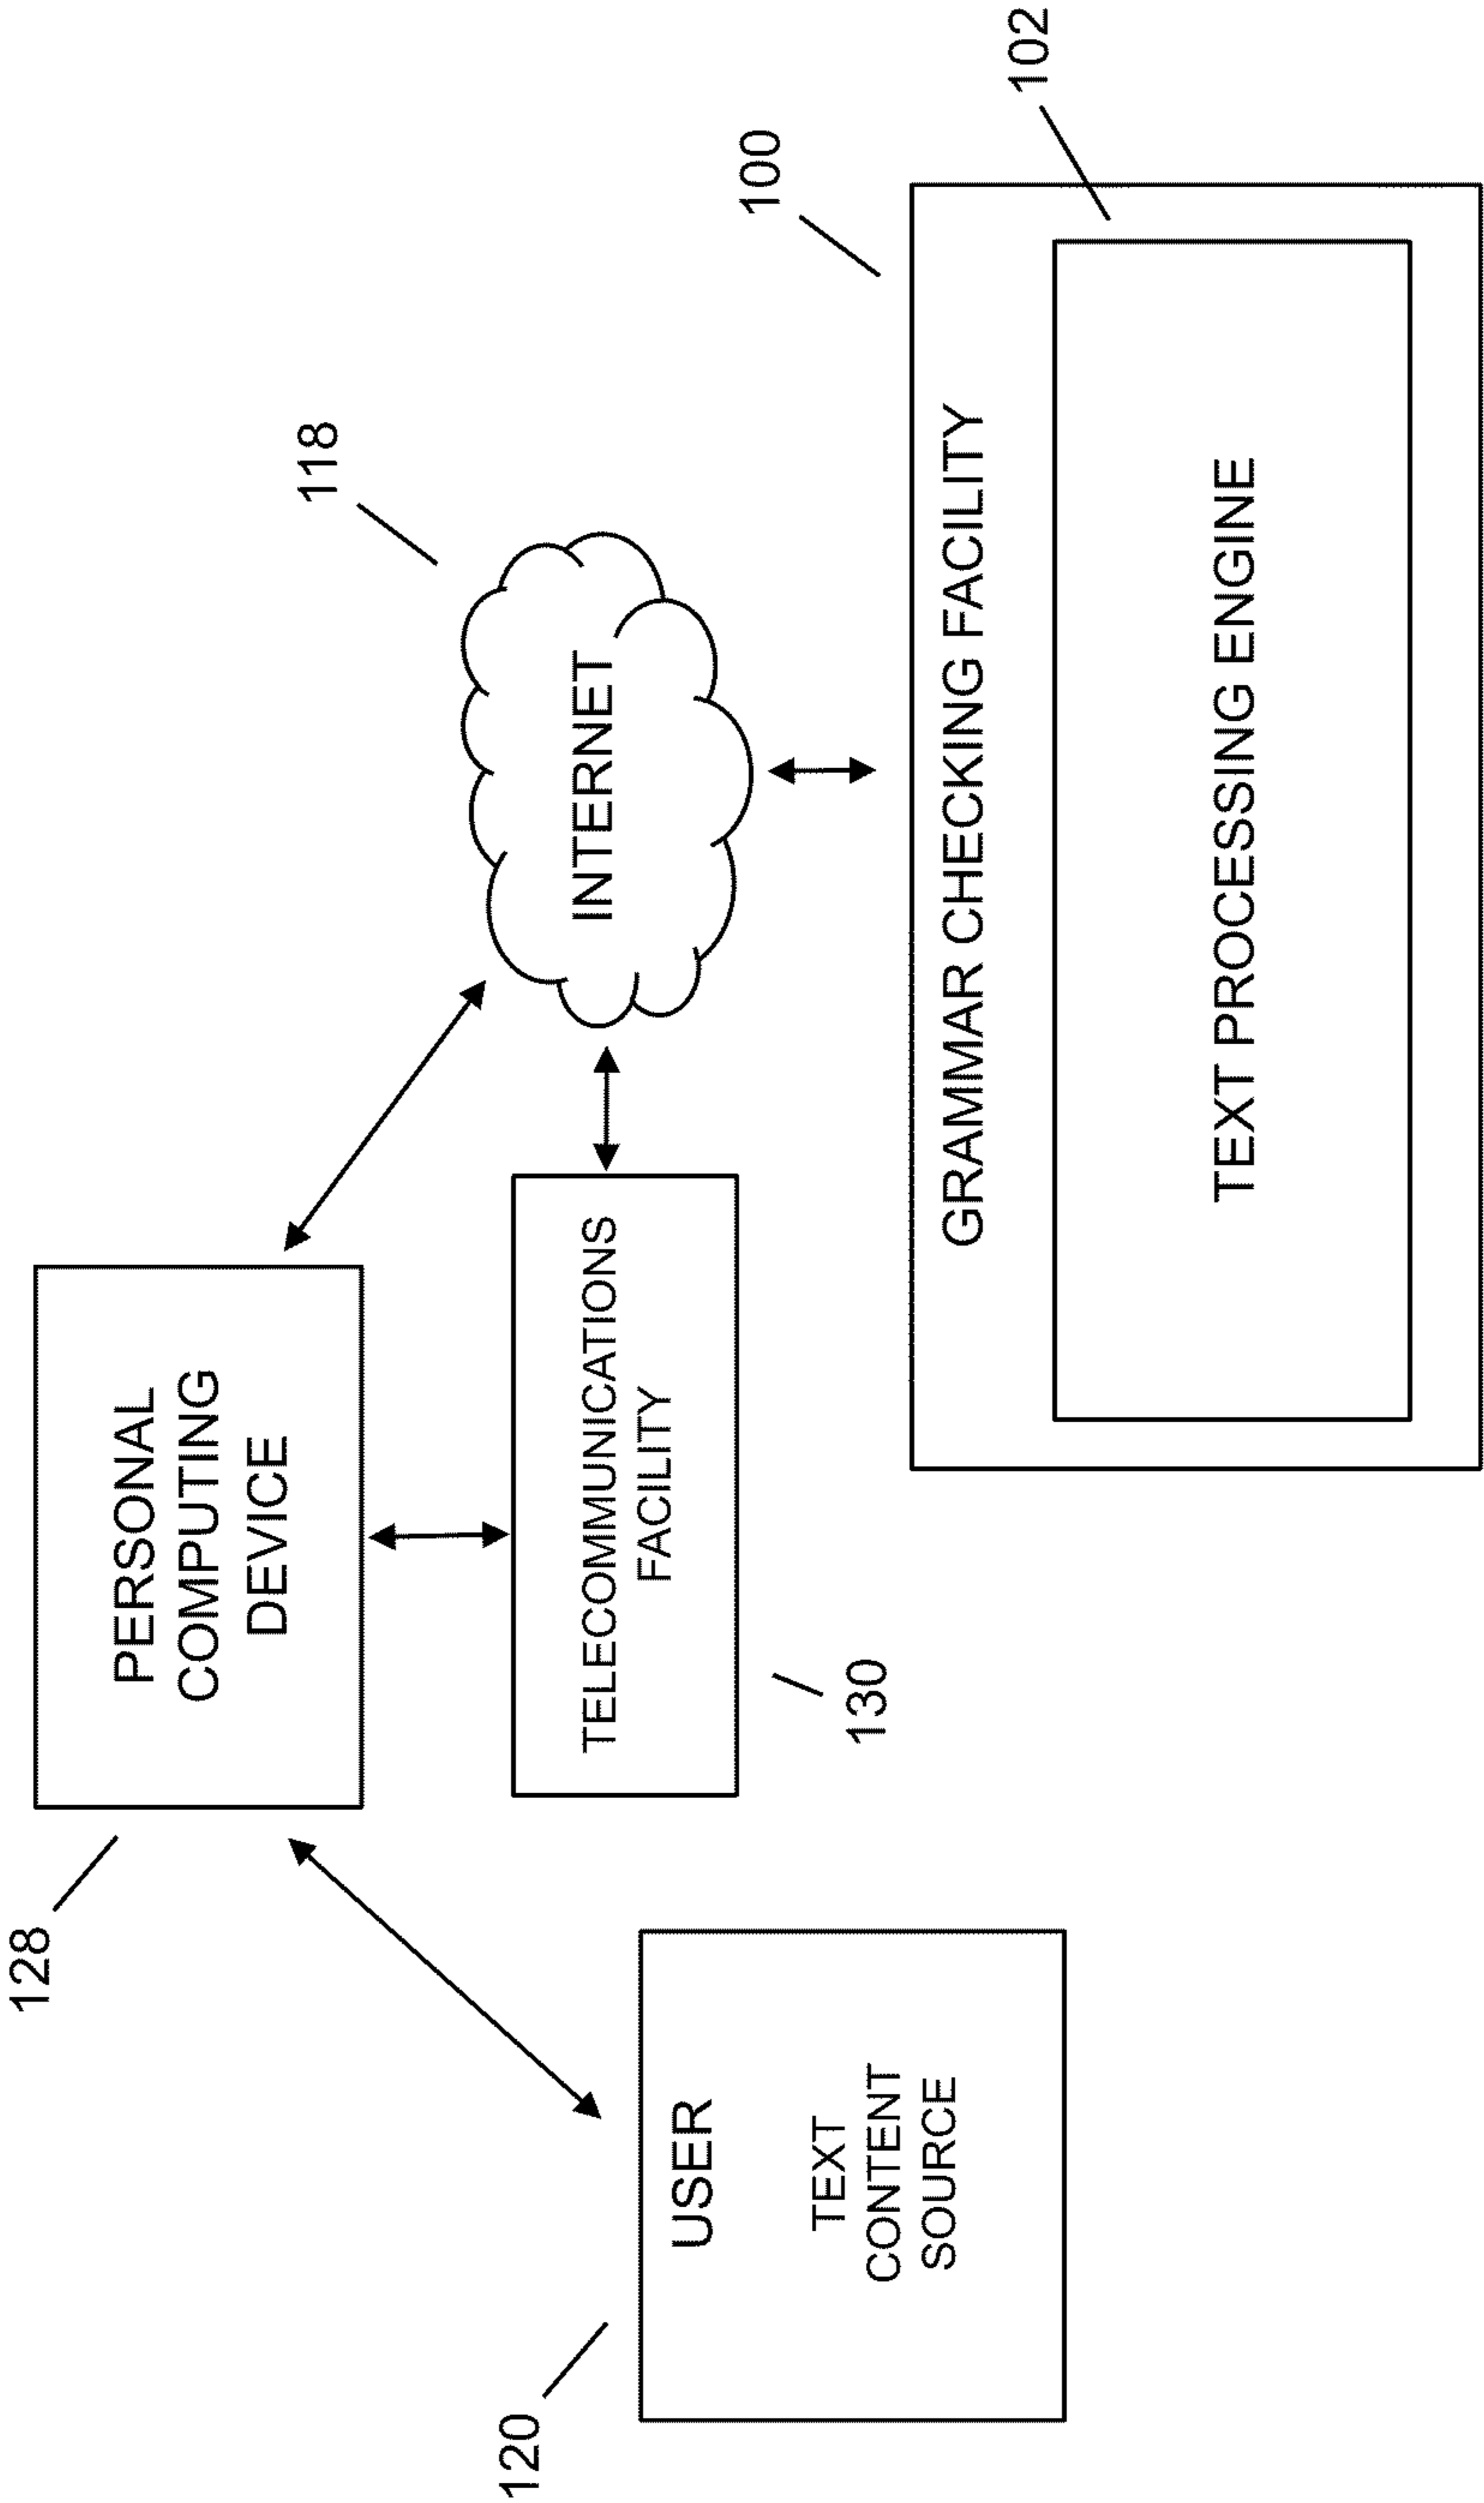 128
PERSONAL
COMPUTING
DEVICE
118
INTERNET
TELECOMMUNICATIONS
FACILITY
130
120
USER
TEXT
CONTENT
SOURCE
100
102
GRAMMAR CHECKING FACILITY
TEXT PROCESSING ENGINE